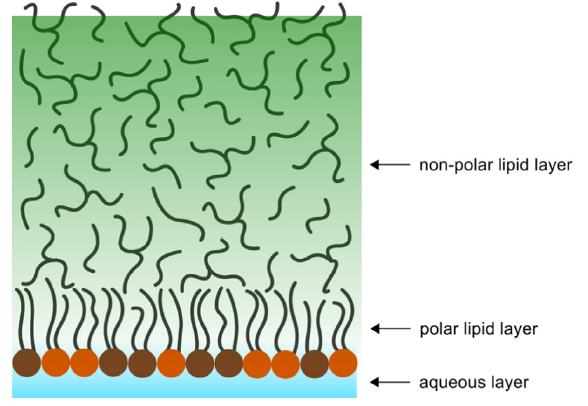 non-polar lipid layer
polar lipid layer
aqueous layer